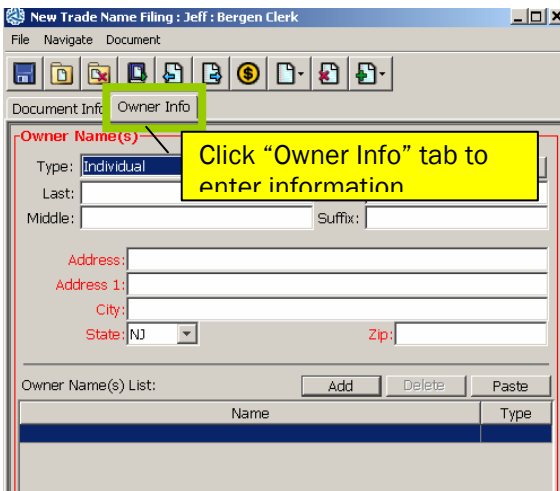 New Trade Name Filing : Jeff : Bergen Clerk
File Navigate Document
Document Info Owner Info
Owner Name(s)
Type: Individual
Click “Owner Info” tab to
enter information
Last:
Middle: Suffix:
Address:
Address 1:
City:
State: NJ Zip:
Owner Name(s) List: Add Delete Paste
Name Type